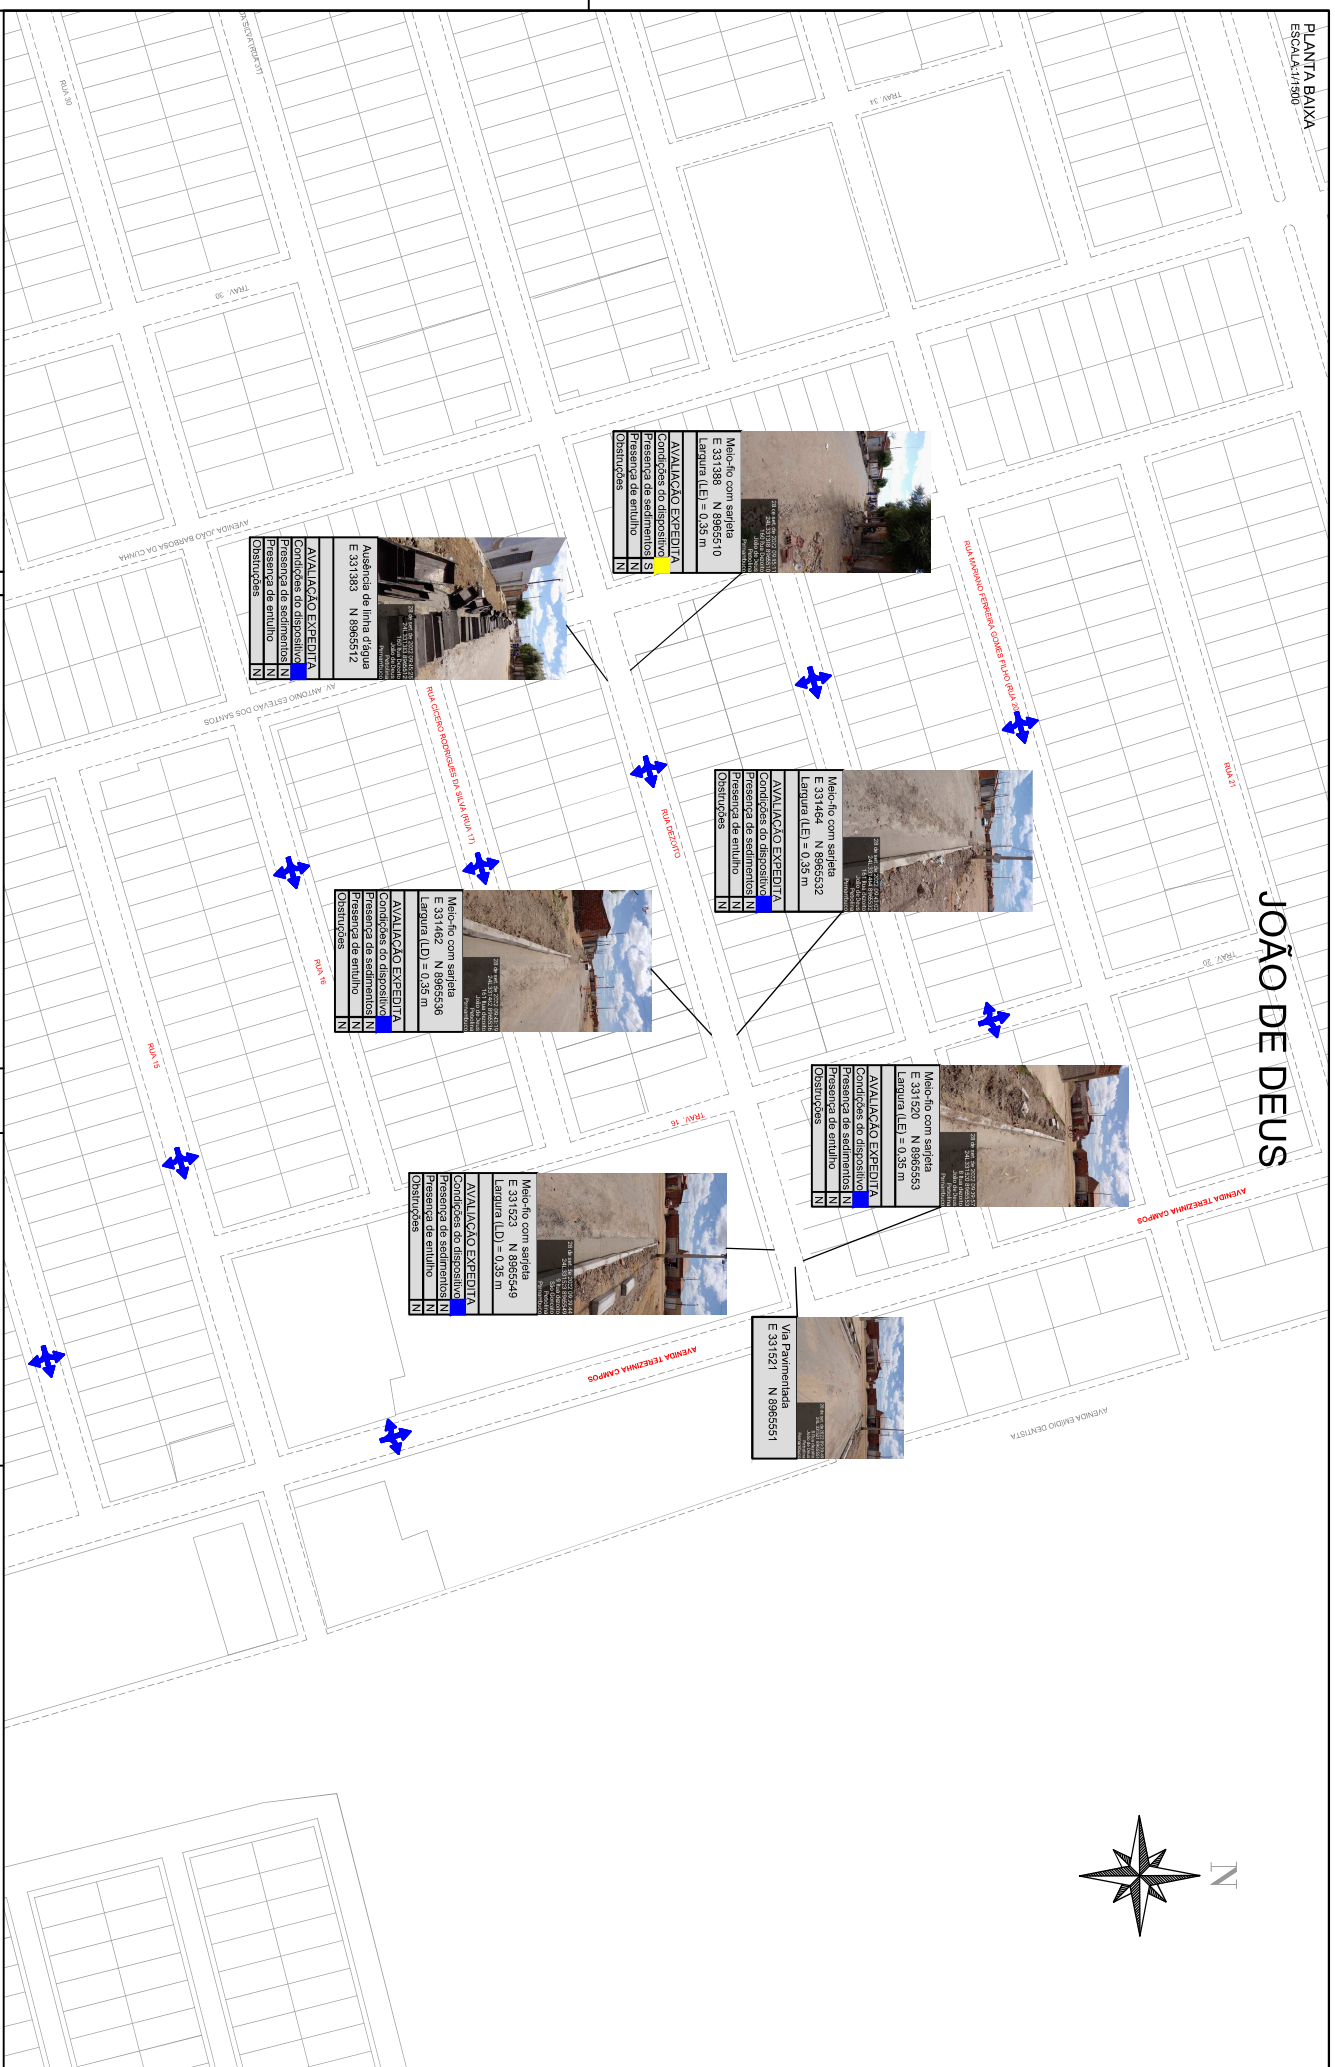 PLANTA BAIXA
ESCALA:1/1500
JOÃO DE DEUS
N
RUA 30
DA SILVA (RUA 31)
TRAV. 34
TRAV. 30
AVENIDA JOÃO BARBOSA DA CUNHA
AV. ANTONIO ESTEVÃO DOS SANTOS
RUA MARIANO FERREIRA GOMES FILHO (RUA 20)
RUA 21
RUA DEZOITO
RUA CÍCERO RODRIGUES DA SILVA (RUA 17)
RUA 16
RUA 15
TRAV. 20
TRAV. 16
AVENIDA TEREZINHA CAMPOS
AVENIDA TEREZINHA CAMPOS
AVENIDA EMÍDIO DENTISTA
Meio-fio com sarjeta
E 331388 N 8965510
Largura (LE) = 0,35 m
AVALIAÇÃO EXPEDITA
Condições do dispositivo
Presença de sedimentos S
Presença de entulho N
Obstruções N
Ausência de linha d'água
E 331383 N 8965512
AVALIAÇÃO EXPEDITA
Condições do dispositivo
Presença de sedimentos N
Presença de entulho N
Obstruções N
Meio-fio com sarjeta
E 331464 N 8965532
Largura (LE) = 0,35 m
AVALIAÇÃO EXPEDITA
Condições do dispositivo
Presença de sedimentos N
Presença de entulho N
Obstruções N
Meio-fio com sarjeta
E 331462 N 8965536
Largura (LD) = 0,35 m
AVALIAÇÃO EXPEDITA
Condições do dispositivo
Presença de sedimentos N
Presença de entulho N
Obstruções N
Meio-fio com sarjeta
E 331520 N 8965553
Largura (LE) = 0,35 m
AVALIAÇÃO EXPEDITA
Condições do dispositivo
Presença de sedimentos N
Presença de entulho N
Obstruções N
Meio-fio com sarjeta
E 331523 N 8965549
Largura (LD) = 0,35 m
AVALIAÇÃO EXPEDITA
Condições do dispositivo
Presença de sedimentos N
Presença de entulho N
Obstruções N
Via Pavimentada
E 331521 N 8965551